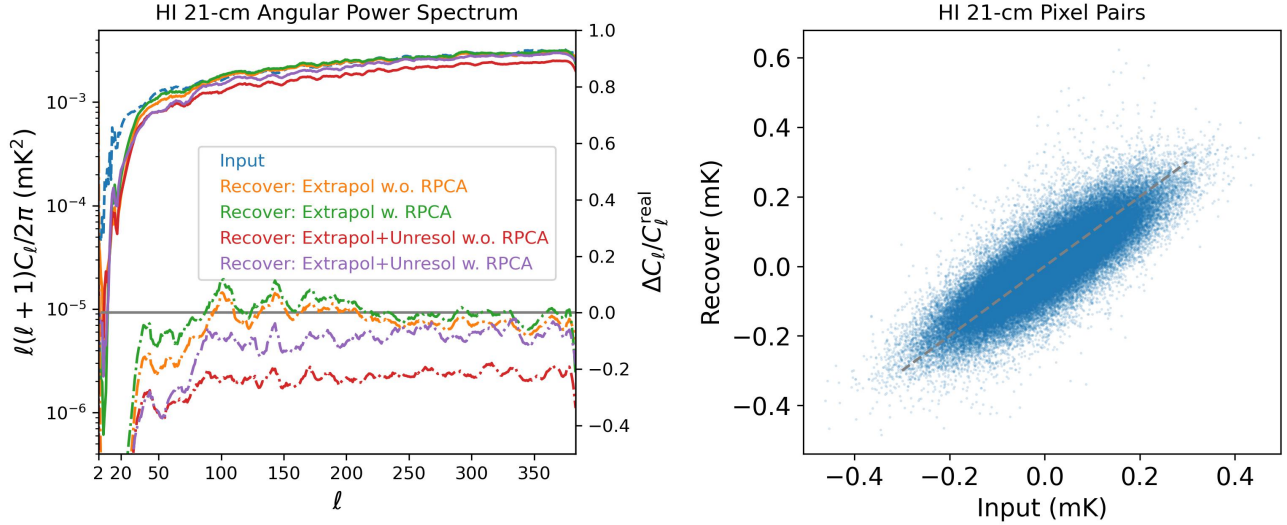 HI 21-cm Angular Power Spectrum
ℓ(ℓ + 1)Cℓ/2π (mK²)
10⁻³
10⁻⁴
10⁻⁵
10⁻⁶
Input
Recover: Extrapol w.o. RPCA
Recover: Extrapol w. RPCA
Recover: Extrapol+Unresol w.o. RPCA
Recover: Extrapol+Unresol w. RPCA
2 20 50 100 150 200 250 300 350
ℓ
1.0
0.8
0.6
0.4
0.2
0.0
−0.2
−0.4
ΔCℓ/Cℓ^real
HI 21-cm Pixel Pairs
Recover (mK)
0.6
0.4
0.2
0.0
−0.2
−0.4
−0.4 −0.2 0.0 0.2 0.4
Input (mK)